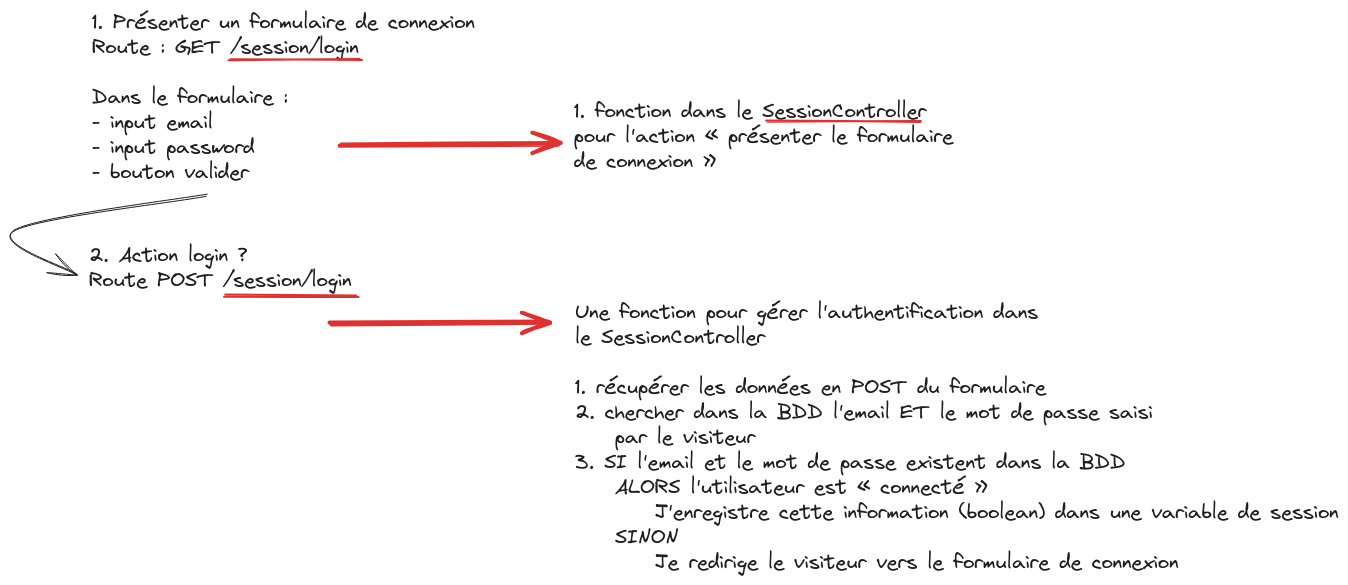 1. Présenter un formulaire de connexion
Route : GET /session/login
Dans le formulaire :
- input email
- input password
- bouton valider
1. fonction dans le SessionController
pour l'action « présenter le formulaire
de connexion »
2. Action login ?
Route POST /session/login
Une fonction pour gérer l'authentification dans
le SessionController
1. récupérer les données en POST du formulaire
2. chercher dans la BDD l'email ET le mot de passe saisi
par le visiteur
3. SI l'email et le mot de passe existent dans la BDD
ALORS l'utilisateur est « connecté »
J'enregistre cette information (boolean) dans une variable de session
SINON
Je redirige le visiteur vers le formulaire de connexion